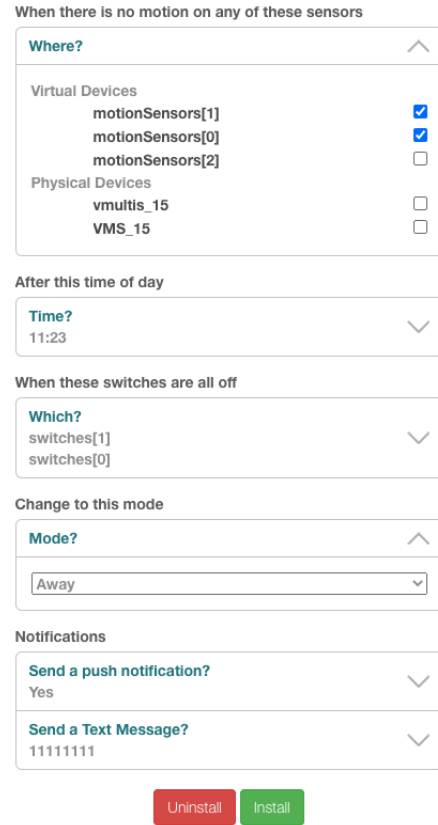 When there is no motion on any of these sensors
Where?
Virtual Devices
motionSensors[1]
motionSensors[0]
motionSensors[2]
Physical Devices
vmultis_15
VMS_15
After this time of day
Time?
11:23
When these switches are all off
Which?
switches[1]
switches[0]
Change to this mode
Mode?
Away
Notifications
Send a push notification?
Yes
Send a Text Message?
11111111
Uninstall Install